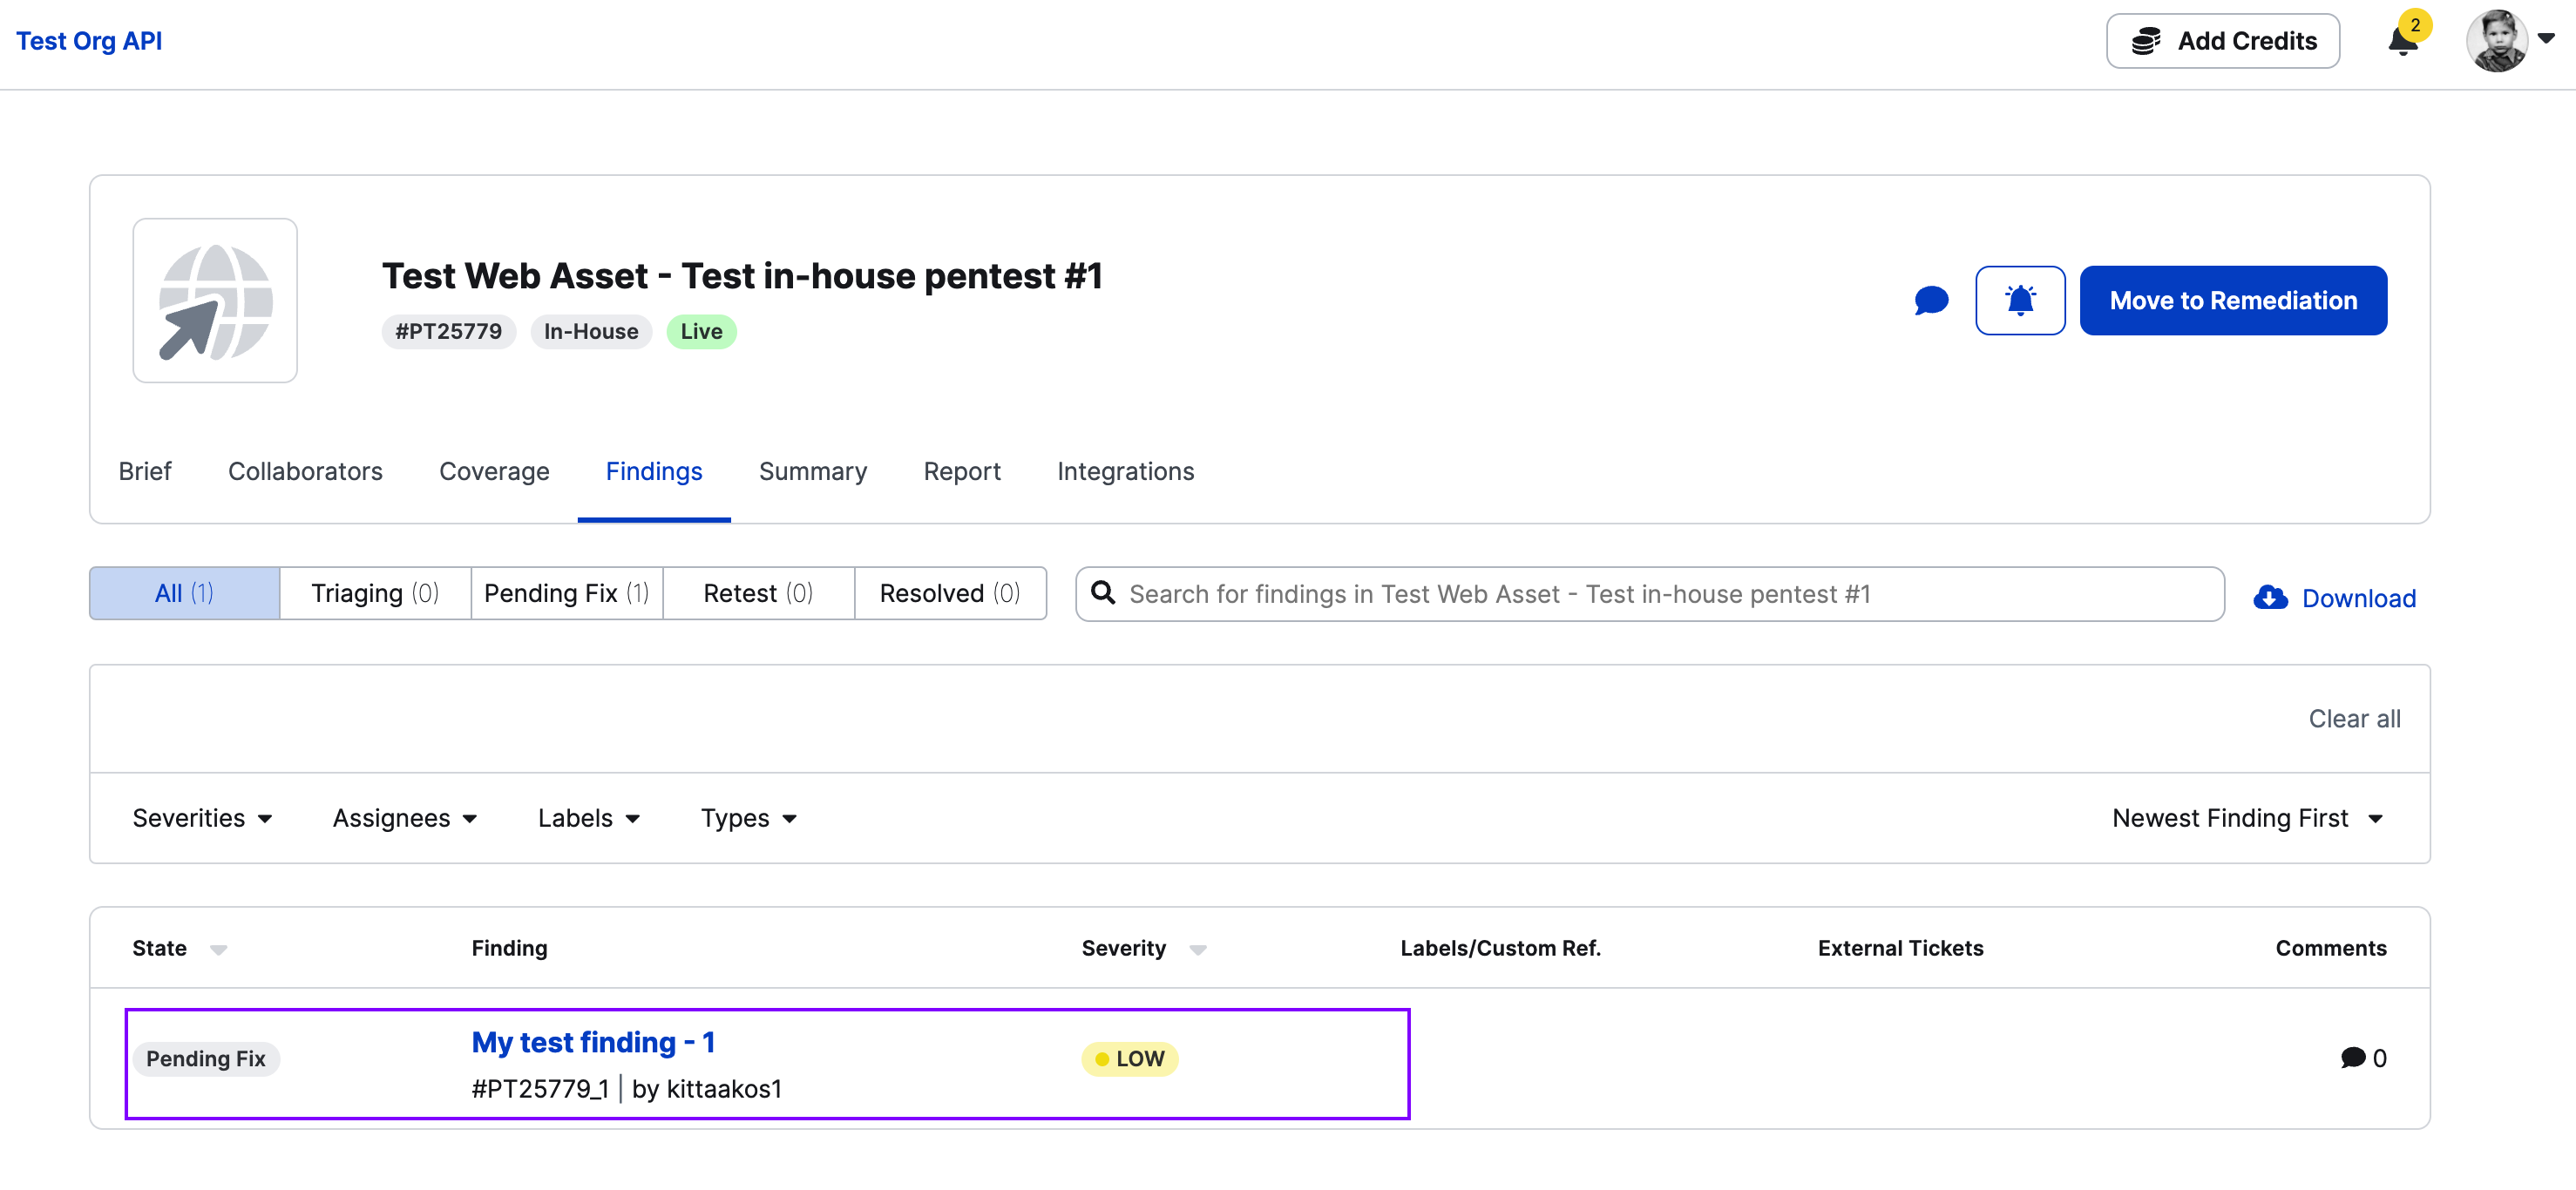 Test Org API
Add Credits
2
Test Web Asset - Test in-house pentest #1
#PT25779 In-House Live
Move to Remediation
Brief Collaborators Coverage Findings Summary Report Integrations
All (1) Triaging (0) Pending Fix (1) Retest (0) Resolved (0)
Search for findings in Test Web Asset - Test in-house pentest #1
Download
Clear all
Severities Assignees Labels Types Newest Finding First
State Finding Severity Labels/Custom Ref. External Tickets Comments
My test finding - 1
Pending Fix LOW 0
#PT25779_1 | by kittaakos1